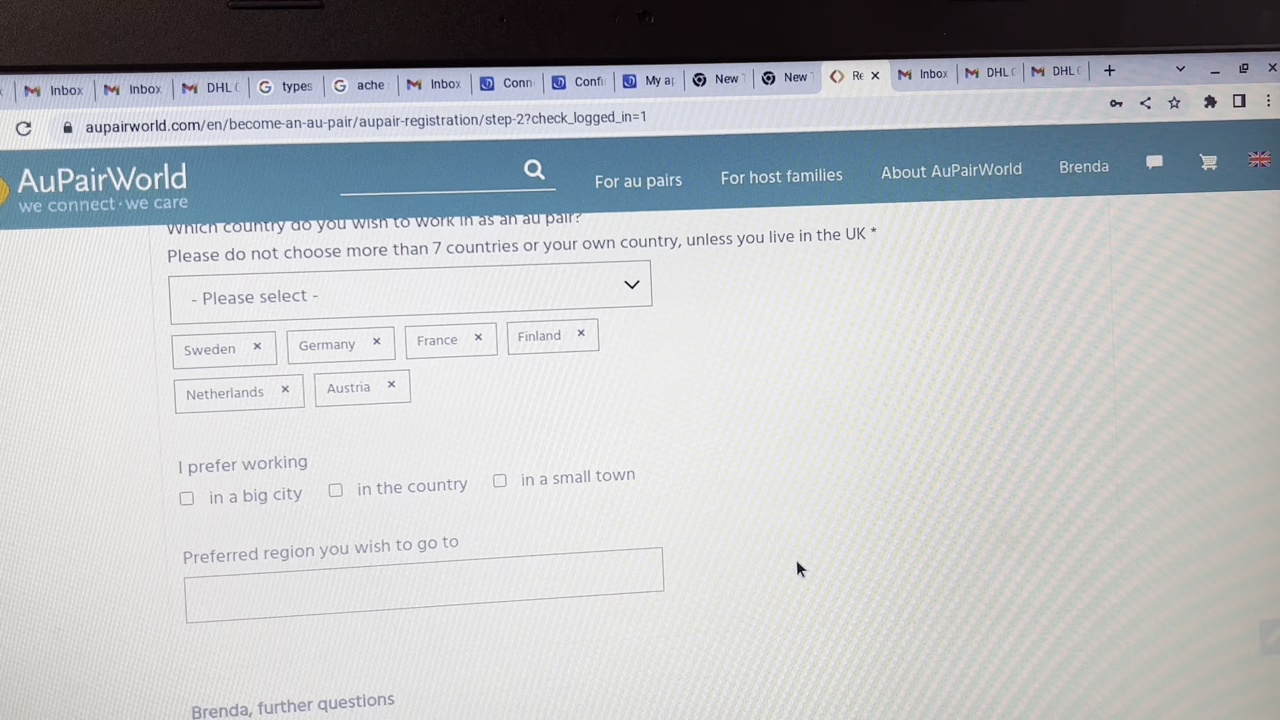 Inbox
Inbox
DHL
types
ache
Inbox
Conn
Confi
My ap
New
New
Re
Inbox
DHL
DHL
aupairworld.com/en/become-an-au-pair/aupair-registration/step-2?check_logged_in=1
AuPairWorld
we connect·we care
For au pairs
For host families
About AuPairWorld
Brenda
Which country do you wish to work in as an au pair?
Please do not choose more than 7 countries or your own country, unless you live in the UK *
- Please select -
Sweden × Germany × France × Finland ×
Netherlands × Austria ×
I prefer working
in a big city in the country in a small town
Preferred region you wish to go to
Brenda, further questions